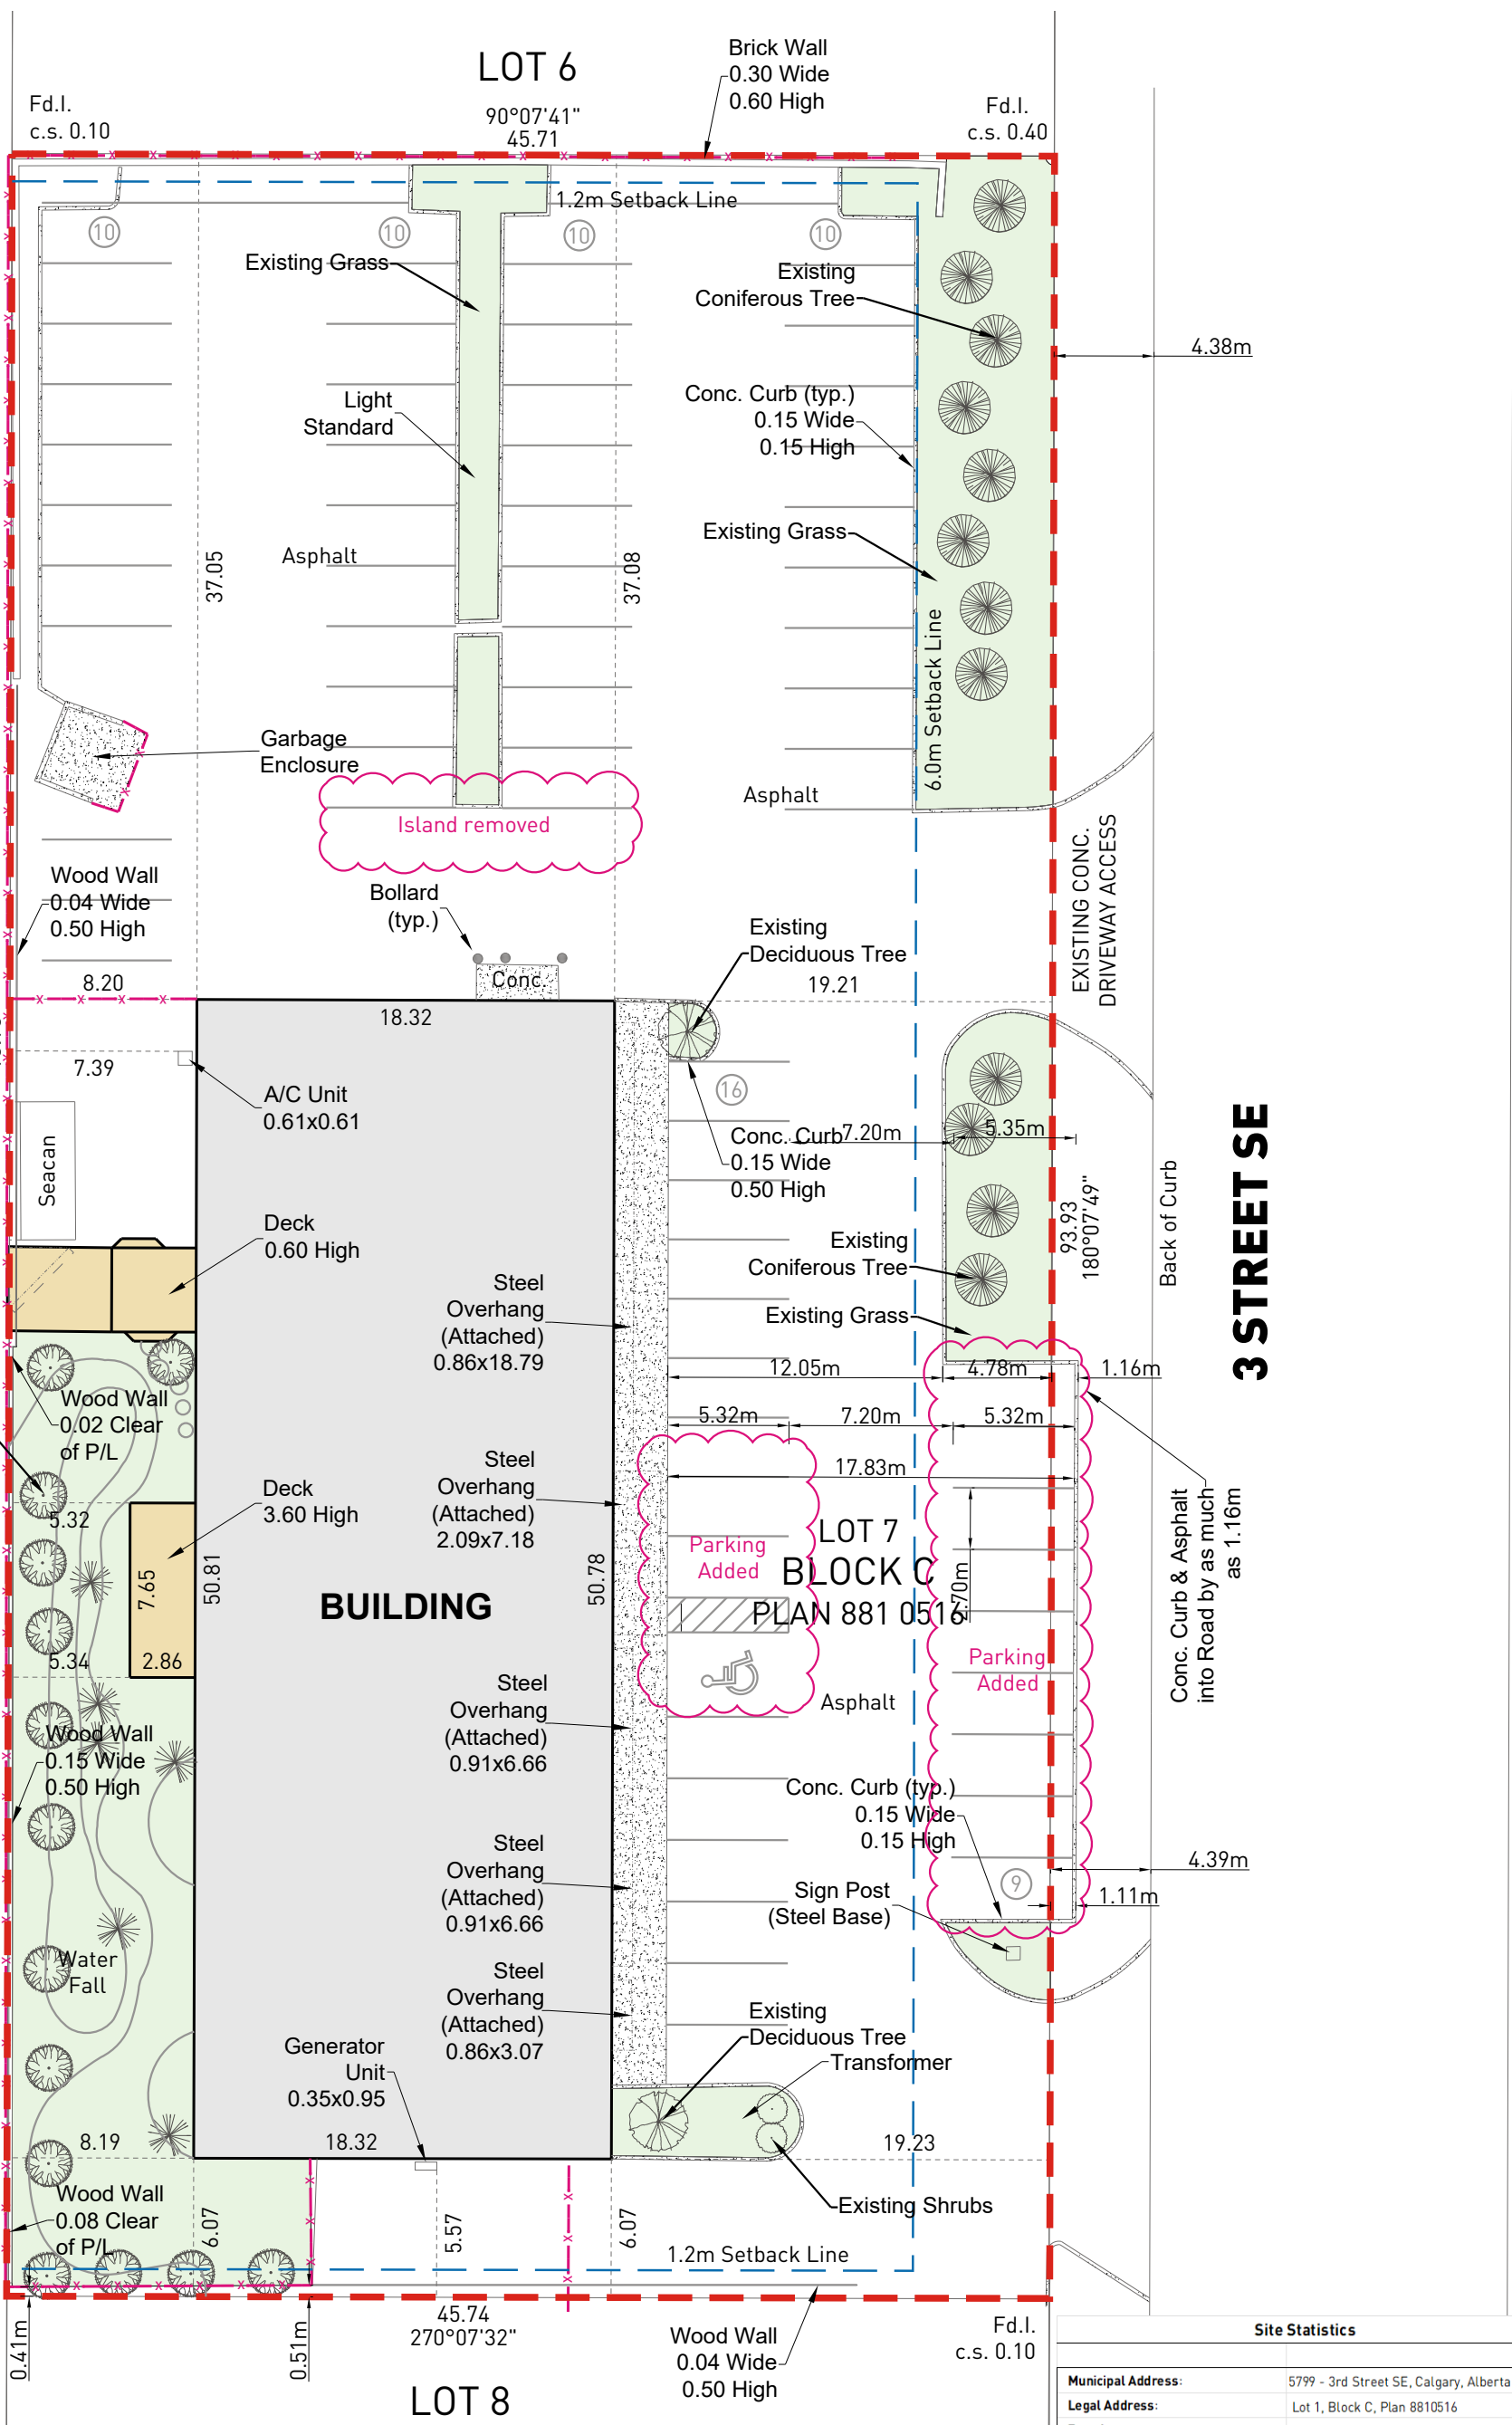 LOT 6
90°07'41"
45.71
Brick Wall
0.30 Wide
0.60 High
Fd.I.
c.s. 0.10
Fd.I.
c.s. 0.40
1.2m Setback Line
10
10
10
10
Existing Grass
Existing
Coniferous Tree
4.38m
Light
Standard
Conc. Curb (typ.)
0.15 Wide
0.15 High
Existing Grass
Asphalt
37.05
37.08
6.0m Setback Line
Garbage
Enclosure
Asphalt
Island removed
EXISTING CONC.
DRIVEWAY ACCESS
Wood Wall
0.04 Wide
0.50 High
Bollard
(typ.)
Existing
Deciduous Tree
Conc.
8.20
18.32
19.21
7.39
A/C Unit
0.61x0.61
16
Conc. Curb
0.15 Wide
0.50 High
7.20m
5.35m
Seacan
93.93
180°07'49"
Back of Curb
3 STREET SE
Deck
0.60 High
Existing
Coniferous Tree
Existing Grass
Steel
Overhang
(Attached)
0.86x18.79
12.05m
4.78m
1.16m
Wood Wall
0.02 Clear
of P/L
5.32m
7.20m
5.32m
17.83m
Steel
Overhang
(Attached)
2.09x7.18
Deck
3.60 High
5.32
7.65
50.81
50.78
Parking
Added
LOT 7
BLOCK C
PLAN 881 0516
2.70m
Conc. Curb & Asphalt
into Road by as much
as 1.16m
BUILDING
5.34
2.86
Parking
Added
Steel
Overhang
(Attached)
0.91x6.66
Asphalt
Wood Wall
0.15 Wide
0.50 High
Conc. Curb (typ.)
0.15 Wide
0.15 High
Steel
Overhang
(Attached)
0.91x6.66
4.39m
9
1.11m
Sign Post
(Steel Base)
Water
Fall
Steel
Overhang
(Attached)
0.86x3.07
Existing
Deciduous Tree
Transformer
Generator
Unit
0.35x0.95
8.19
18.32
19.23
Wood Wall
0.08 Clear
of P/L
6.07
5.57
6.07
Existing Shrubs
1.2m Setback Line
0.41m
0.51m
45.74
270°07'32"
Wood Wall
0.04 Wide
0.50 High
Fd.I.
c.s. 0.10
LOT 8
Site Statistics
Municipal Address: 5799 - 3rd Street SE, Calgary, Alberta
Legal Address: Lot 1, Block C, Plan 8810516